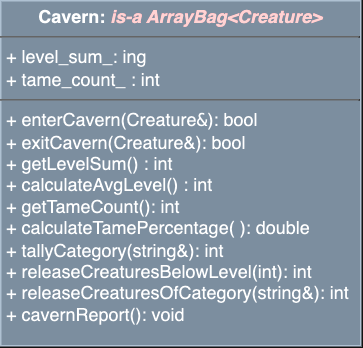 Cavern: is-a ArrayBag<Creature>
+ level_sum_: ing
+ tame_count_ : int
+ enterCavern(Creature&): bool
+ exitCavern(Creature&): bool
+ getLevelSum() : int
+ calculateAvgLevel() : int
+ getTameCount(): int
+ calculateTamePercentage( ): double
+ tallyCategory(string&): int
+ releaseCreaturesBelowLevel(int): int
+ releaseCreaturesOfCategory(string&): int
+ cavernReport(): void